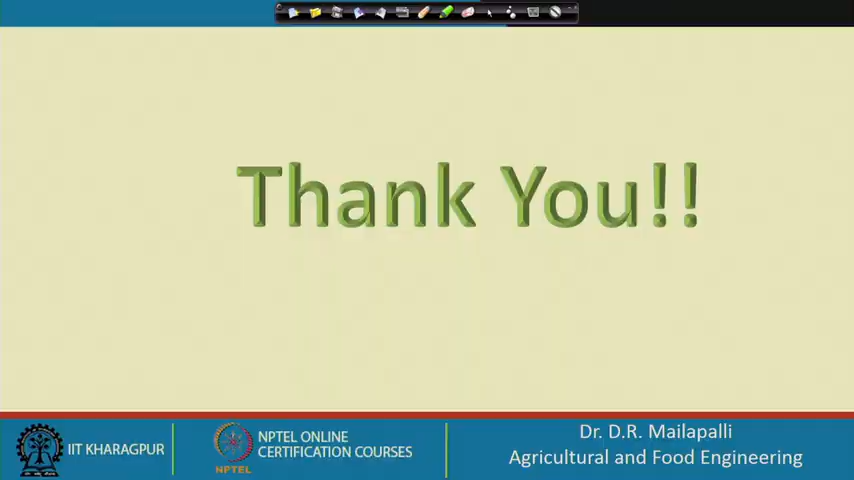 Thank You!!
IIT KHARAGPUR
NPTEL
NPTEL ONLINE
CERTIFICATION COURSES
Dr. D.R. Mailapalli
Agricultural and Food Engineering